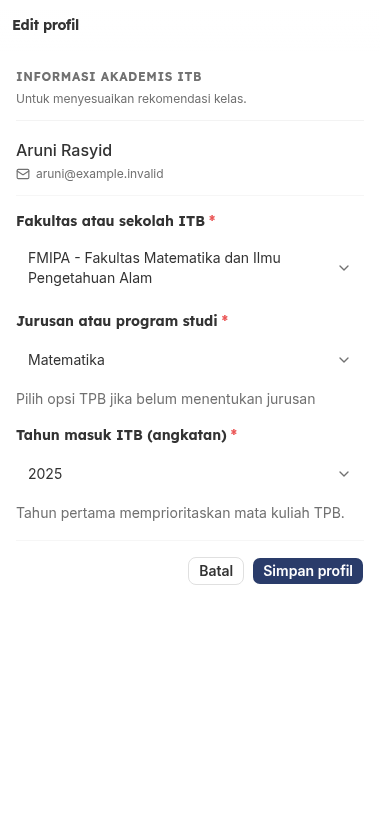 Edit profil
INFORMASI AKADEMIS ITB
Untuk menyesuaikan rekomendasi kelas.
Aruni Rasyid
aruni@example.invalid
Fakultas atau sekolah ITB *
FMIPA - Fakultas Matematika dan Ilmu
Pengetahuan Alam
Jurusan atau program studi *
Matematika
Pilih opsi TPB jika belum menentukan jurusan
Tahun masuk ITB (angkatan) *
2025
Tahun pertama memprioritaskan mata kuliah TPB.
Batal
Simpan profil